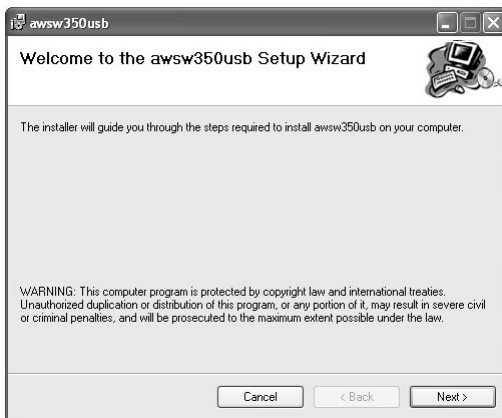 awsw350usb
Welcome to the awsw350usb Setup Wizard
The installer will guide you through the steps required to install awsw350usb on your computer.
WARNING: This computer program is protected by copyright law and international treaties.
Unauthorized duplication or distribution of this program, or any portion of it, may result in severe civil
or criminal penalties, and will be prosecuted to the maximum extent possible under the law.
Cancel
< Back
Next >